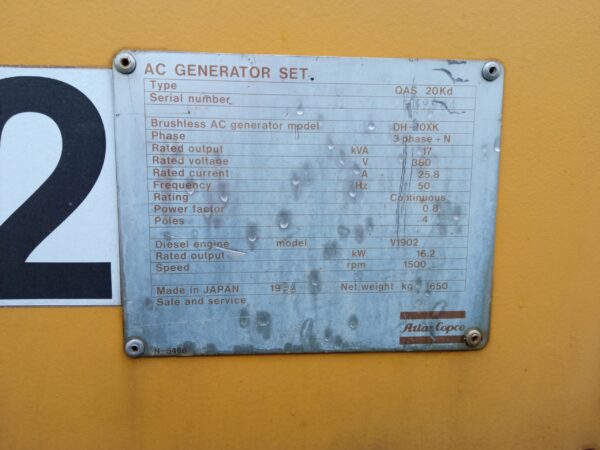 2
AC GENERATOR SET
Type QAS 20Kd
Serial number
Brushless AC generator model DH-20XK
Phase 3 phase + N
Rated output kVA 17
Rated voltage V 380
Rated current A 25.8
Frequency Hz 50
Rating Continuous
Power factor 0.8
Poles 4
Diesel engine model V1902
Rated output kW 16.2
Speed rpm 1500
Made in JAPAN 19 Net weight kg 650
Sale and service
Atlas Copco